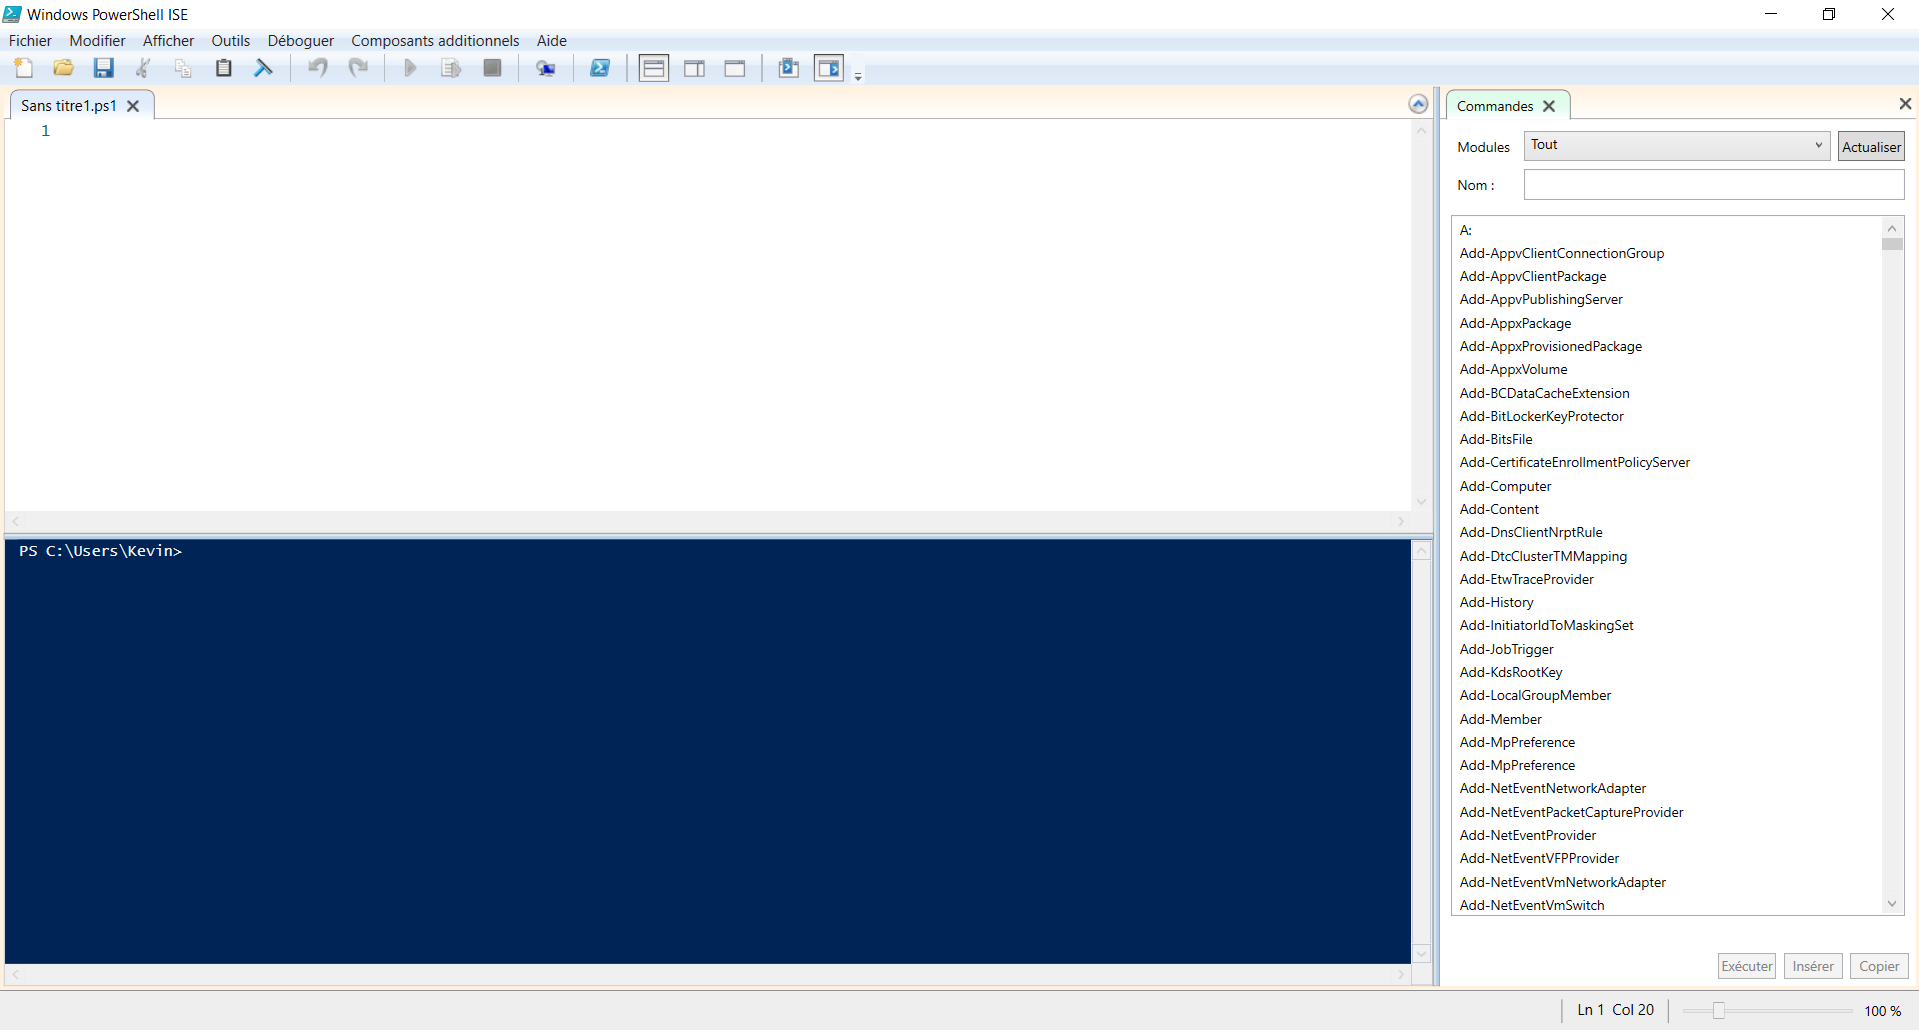 Windows PowerShell ISE
Fichier Modifier Afficher Outils Déboguer Composants additionnels Aide
Sans titre1.ps1
1
PS C:\Users\Kevin>
Commandes
Modules Tout Actualiser
Nom :
A:
Add-AppvClientConnectionGroup
Add-AppvClientPackage
Add-AppvPublishingServer
Add-AppxPackage
Add-AppxProvisionedPackage
Add-AppxVolume
Add-BCDataCacheExtension
Add-BitLockerKeyProtector
Add-BitsFile
Add-CertificateEnrollmentPolicyServer
Add-Computer
Add-Content
Add-DnsClientNrptRule
Add-DtcClusterTMMapping
Add-EtwTraceProvider
Add-History
Add-InitiatorIdToMaskingSet
Add-JobTrigger
Add-KdsRootKey
Add-LocalGroupMember
Add-Member
Add-MpPreference
Add-MpPreference
Add-NetEventNetworkAdapter
Add-NetEventPacketCaptureProvider
Add-NetEventProvider
Add-NetEventVFPProvider
Add-NetEventVmNetworkAdapter
Add-NetEventVmSwitch
Exécuter Insérer Copier
Ln 1 Col 20 100 %